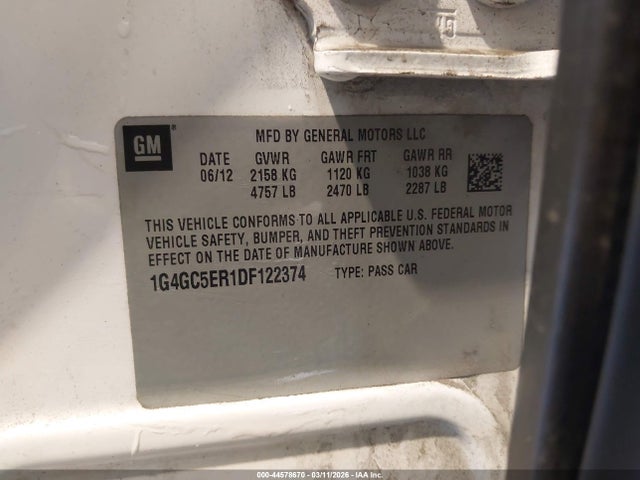 GM
MFD BY GENERAL MOTORS LLC
DATE GVWR GAWR FRT GAWR RR
06/12 2158 KG 1120 KG 1038 KG
4757 LB 2470 LB 2287 LB
THIS VEHICLE CONFORMS TO ALL APPLICABLE U.S. FEDERAL MOTOR
VEHICLE SAFETY, BUMPER, AND THEFT PREVENTION STANDARDS IN
EFFECT ON THE DATE OF MANUFACTURE SHOWN ABOVE.
1G4GC5ER1DF122374 TYPE: PASS CAR
000-44578670 - 03/11/2026 - IAAI.COM